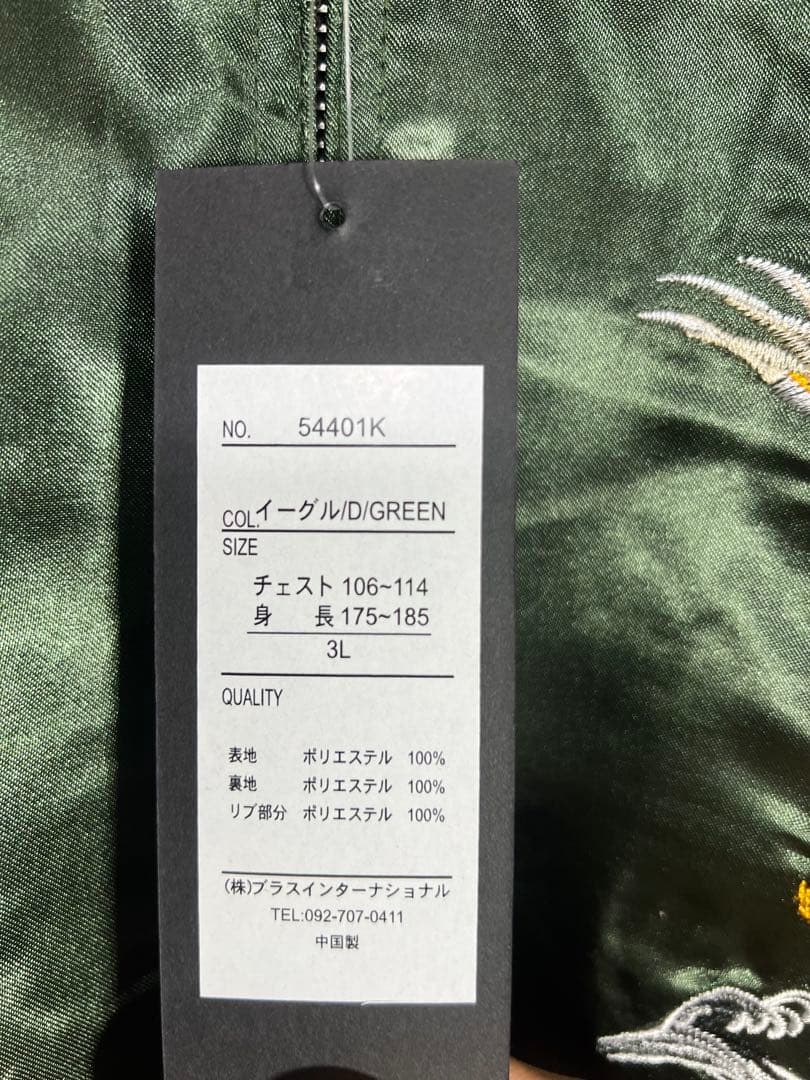 NO. 54401K
COL.イーグル/D/GREEN
SIZE
チェスト 106~114
身 長 175~185
3L
QUALITY
表地 ポリエステル 100%
裏地 ポリエステル 100%
リブ部分 ポリエステル 100%
(株)ブラスインターナショナル
TEL:092-707-0411
中国製